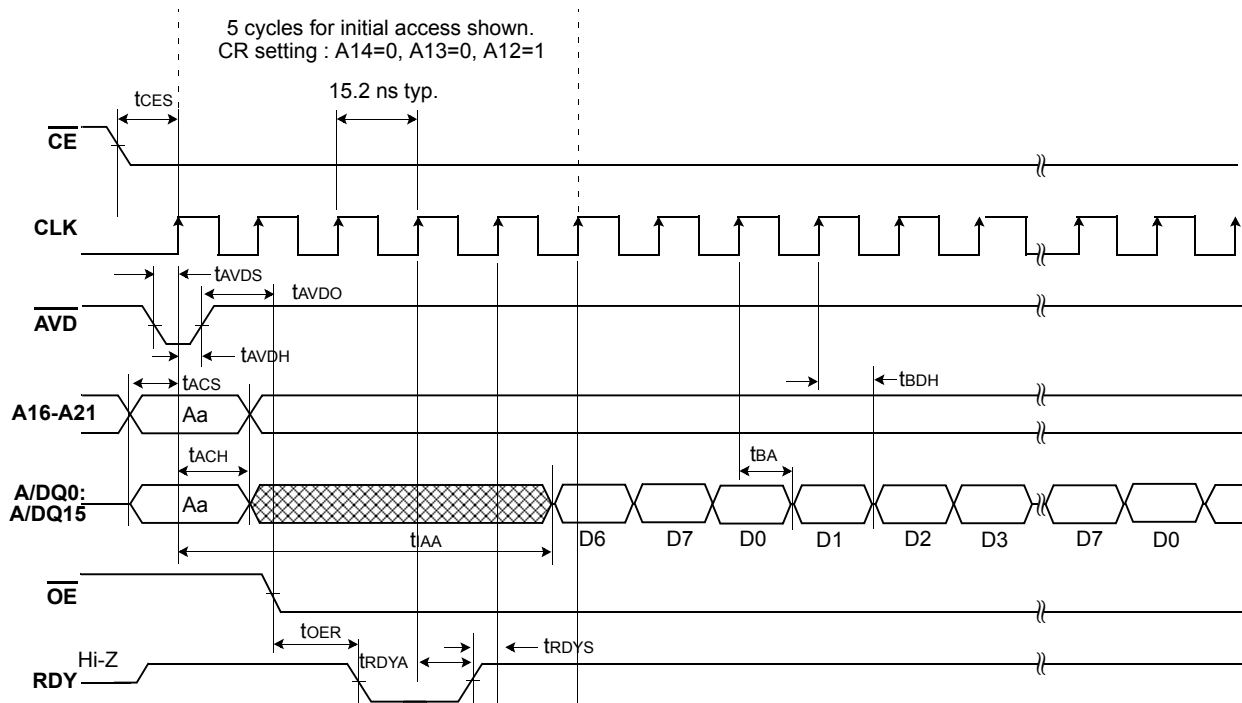 5 cycles for initial access shown.
CR setting : A14=0, A13=0, A12=1
15.2 ns typ.
tCES
CE
CLK
tAVDS
tAVDO
AVD
tAVDH
tACS
tBDH
A16-A21
Aa
tACH
tBA
A/DQ0:
A/DQ15
Aa
tIAA
D6
D7
D0
D1
D2
D3
D7
D0
OE
tOER
tRDYS
tRDYA
Hi-Z
RDY